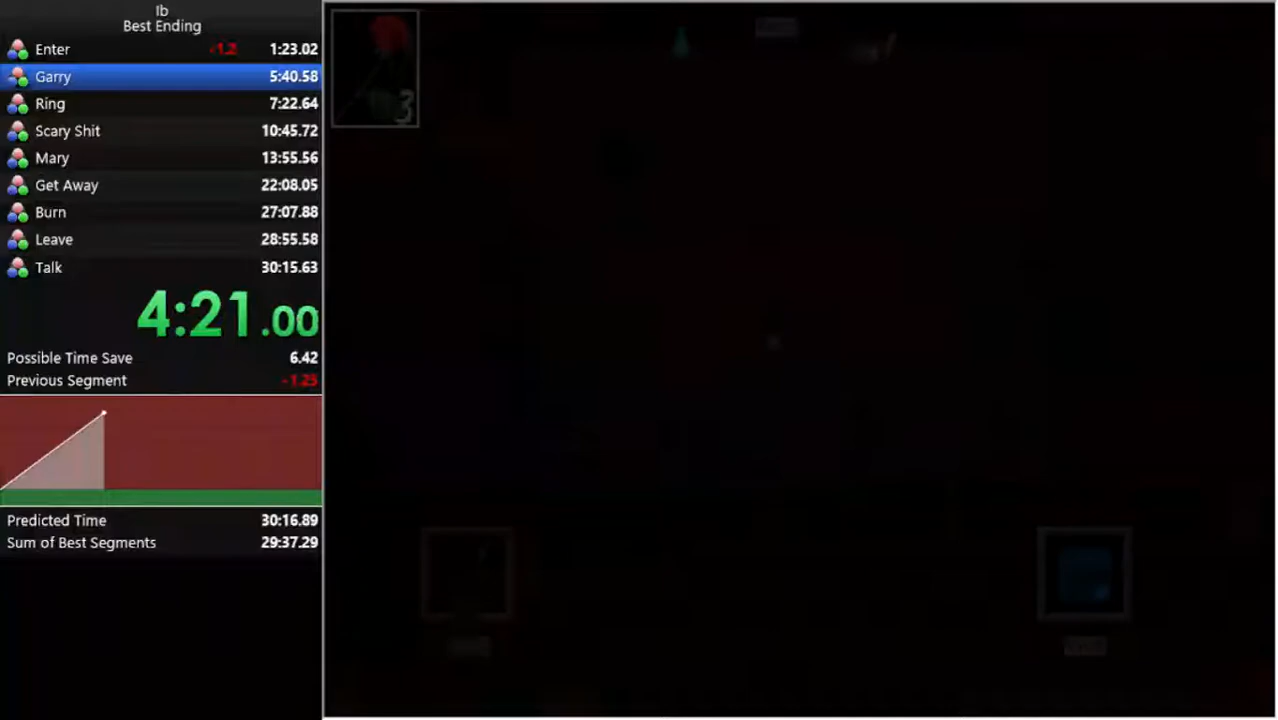 Ib
Best Ending
Enter -1.2 1:23.02
Garry 5:40.58
Ring 7:22.64
Scary Shit 10:45.72
Mary 13:55.56
Get Away 22:08.05
Burn 27:07.88
Leave 28:55.58
Talk 30:15.63
4:21.00
Possible Time Save 6.42
Previous Segment -1.25
Predicted Time 30:16.89
Sum of Best Segments 29:37.29
3